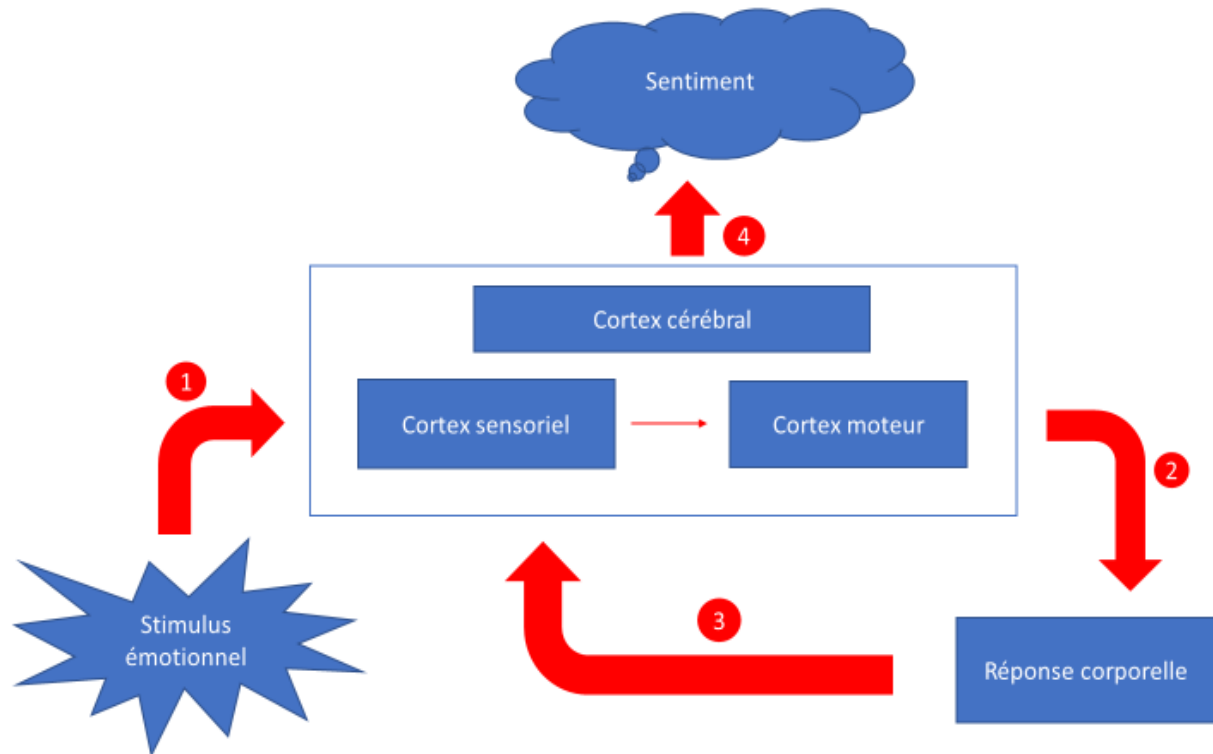 Sentiment
4
Cortex cérébral
1
Cortex sensoriel
Cortex moteur
2
Stimulus
émotionnel
3
Réponse corporelle